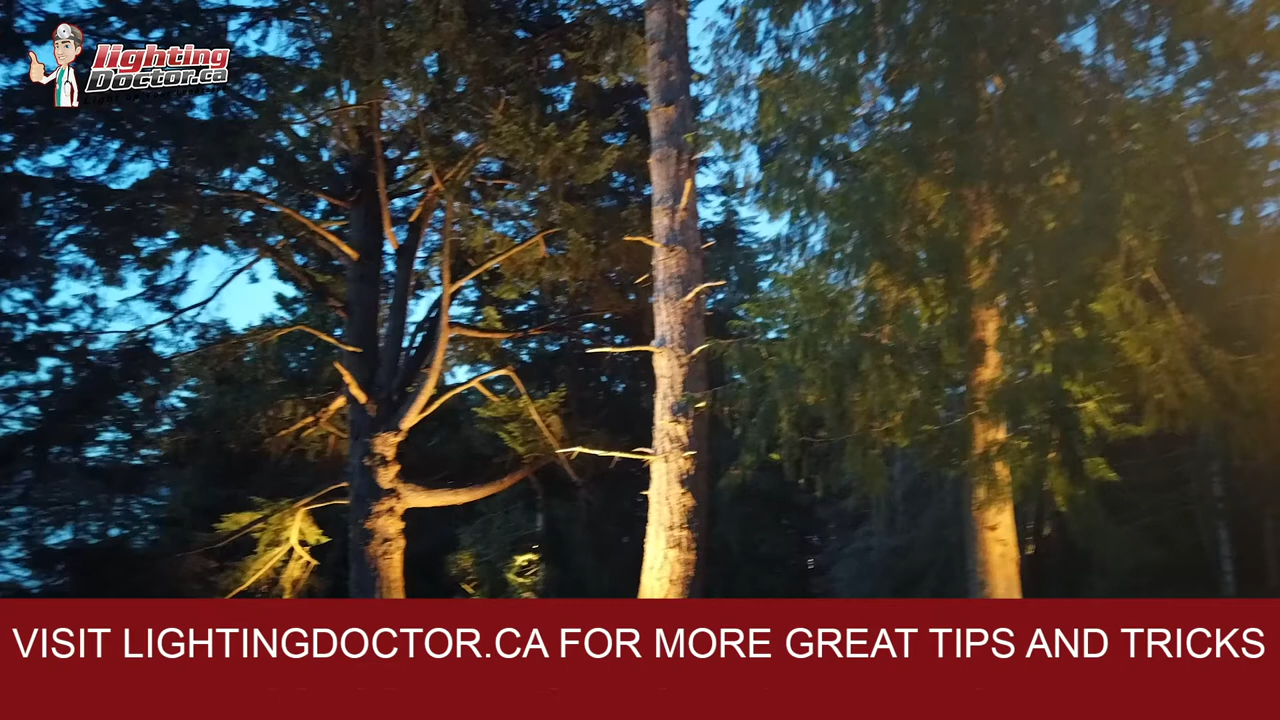 lighting
Doctor.ca
VISIT LIGHTINGDOCTOR.CA FOR MORE GREAT TIPS AND TRICKS